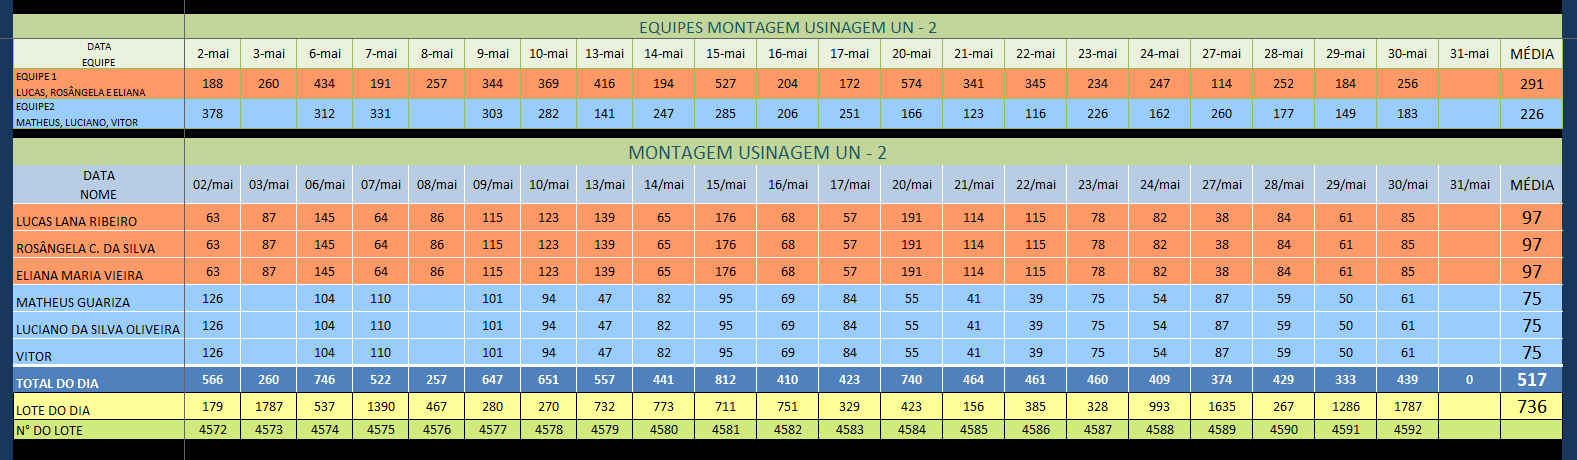 EQUIPES MONTAGEM USINAGEM UN - 2
DATA
EQUIPE 2-mai 3-mai 6-mai 7-mai 8-mai 9-mai 10-mai 13-mai 14-mai 15-mai 16-mai 17-mai 20-mai 21-mai 22-mai 23-mai 24-mai 27-mai 28-mai 29-mai 30-mai 31-mai MÉDIA
EQUIPE 1
LUCAS, ROSÂNGELA E ELIANA 188 260 434 191 257 344 369 416 194 527 204 172 574 341 345 234 247 114 252 184 256 291
EQUIPE2
MATHEUS, LUCIANO, VITOR 378 312 331 303 282 141 247 285 206 251 166 123 116 226 162 260 177 149 183 226
MONTAGEM USINAGEM UN - 2
DATA
NOME 02/mai 03/mai 06/mai 07/mai 08/mai 09/mai 10/mai 13/mai 14/mai 15/mai 16/mai 17/mai 20/mai 21/mai 22/mai 23/mai 24/mai 27/mai 28/mai 29/mai 30/mai 31/mai MÉDIA
LUCAS LANA RIBEIRO 63 87 145 64 86 115 123 139 65 176 68 57 191 114 115 78 82 38 84 61 85 97
ROSÂNGELA C. DA SILVA 63 87 145 64 86 115 123 139 65 176 68 57 191 114 115 78 82 38 84 61 85 97
ELIANA MARIA VIEIRA 63 87 145 64 86 115 123 139 65 176 68 57 191 114 115 78 82 38 84 61 85 97
MATHEUS GUARIZA 126 104 110 101 94 47 82 95 69 84 55 41 39 75 54 87 59 50 61 75
LUCIANO DA SILVA OLIVEIRA 126 104 110 101 94 47 82 95 69 84 55 41 39 75 54 87 59 50 61 75
VITOR 126 104 110 101 94 47 82 95 69 84 55 41 39 75 54 87 59 50 61 75
TOTAL DO DIA 566 260 746 522 257 647 651 557 441 812 410 423 740 464 461 460 409 374 429 333 439 0 517
LOTE DO DIA 179 1787 537 1390 467 280 270 732 773 711 751 329 423 156 385 328 993 1635 267 1286 1787 736
N° DO LOTE 4572 4573 4574 4575 4576 4577 4578 4579 4580 4581 4582 4583 4584 4585 4586 4587 4588 4589 4590 4591 4592